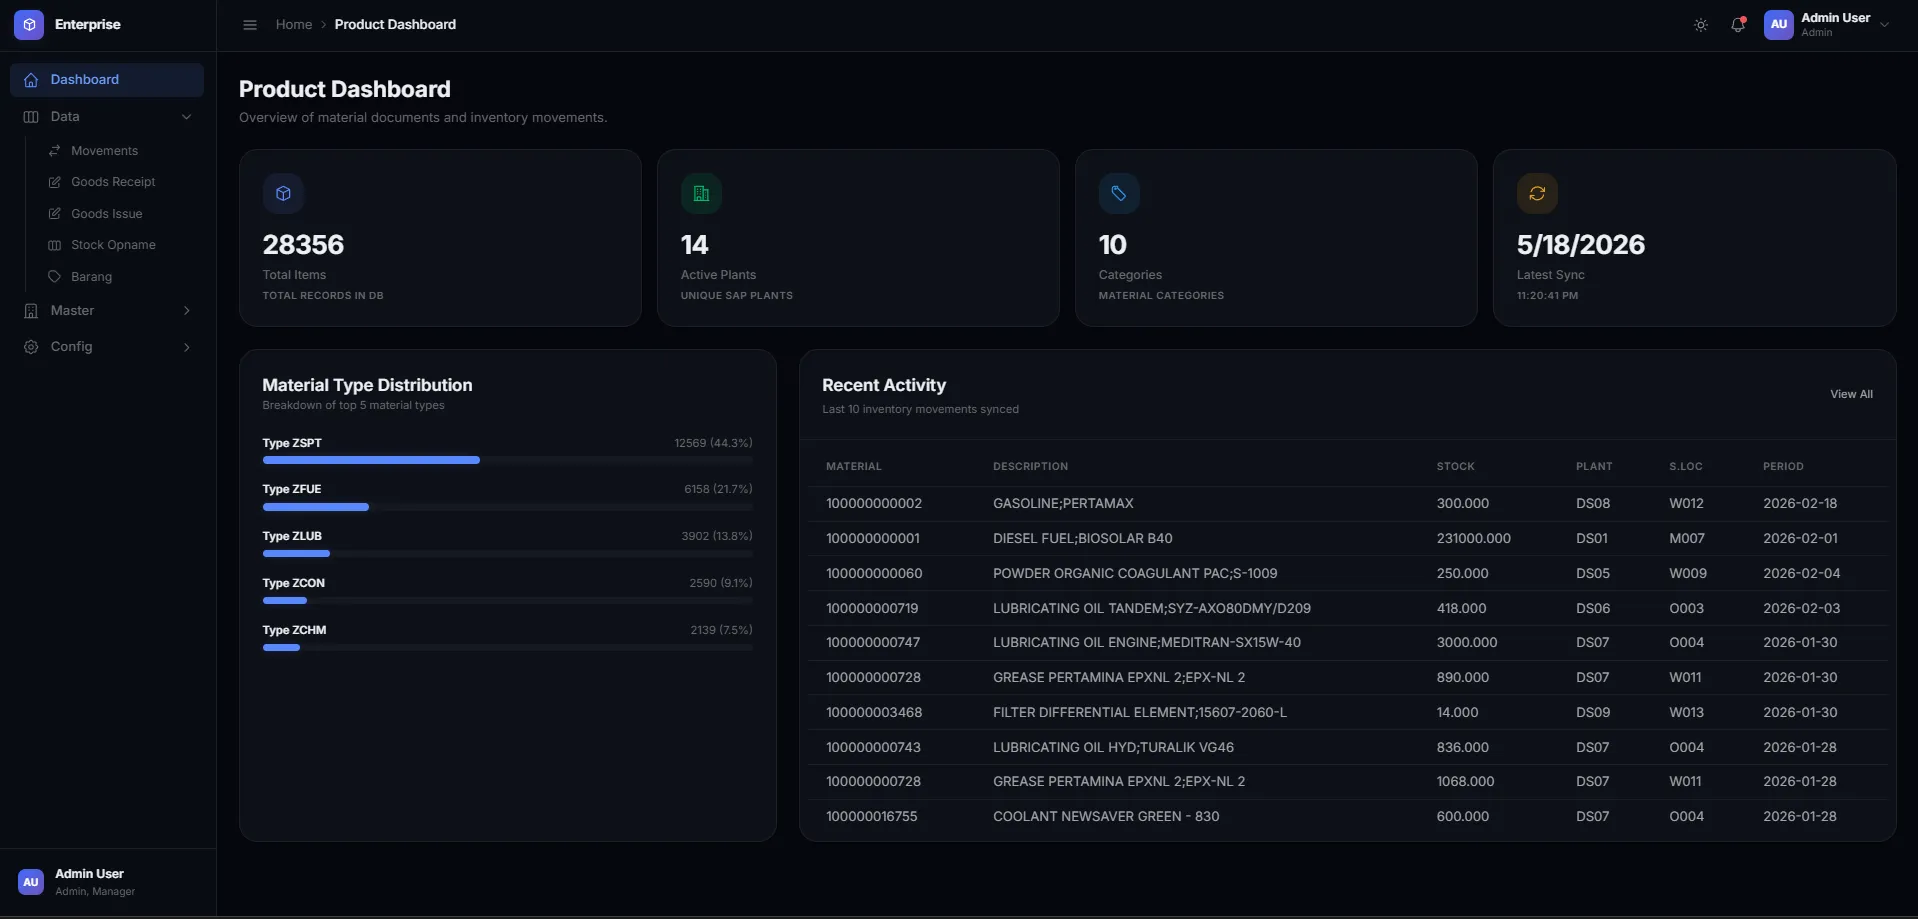 Enterprise
Home > Product Dashboard
AU
Admin User
Admin
Dashboard
Data
Movements
Goods Receipt
Goods Issue
Stock Opname
Barang
Master
Config
AU
Admin User
Admin, Manager
Product Dashboard
Overview of material documents and inventory movements.
28356
Total Items
TOTAL RECORDS IN DB
14
Active Plants
UNIQUE SAP PLANTS
10
Categories
MATERIAL CATEGORIES
5/18/2026
Latest Sync
11:20:41 PM
Material Type Distribution
Breakdown of top 5 material types
Type ZSPT 12569 (44.3%)
Type ZFUE 6158 (21.7%)
Type ZLUB 3902 (13.8%)
Type ZCON 2590 (9.1%)
Type ZCHM 2139 (7.5%)
Recent Activity
Last 10 inventory movements synced
View All
MATERIAL DESCRIPTION STOCK PLANT S.LOC PERIOD
100000000002 GASOLINE;PERTAMAX 300.000 DS08 W012 2026-02-18
100000000001 DIESEL FUEL;BIOSOLAR B40 231000.000 DS01 M007 2026-02-01
100000000060 POWDER ORGANIC COAGULANT PAC;S-1009 250.000 DS05 W009 2026-02-04
100000000719 LUBRICATING OIL TANDEM;SYZ-AXO80DMY/D209 418.000 DS06 O003 2026-02-03
100000000747 LUBRICATING OIL ENGINE;MEDITRAN-SX15W-40 3000.000 DS07 O004 2026-01-30
100000000728 GREASE PERTAMINA EPXNL 2;EPX-NL 2 890.000 DS07 W011 2026-01-30
100000003468 FILTER DIFFERENTIAL ELEMENT;15607-2060-L 14.000 DS09 W013 2026-01-30
100000000743 LUBRICATING OIL HYD;TURALIK VG46 836.000 DS07 O004 2026-01-28
100000000728 GREASE PERTAMINA EPXNL 2;EPX-NL 2 1068.000 DS07 W011 2026-01-28
100000016755 COOLANT NEWSAVER GREEN - 830 600.000 DS07 O004 2026-01-28